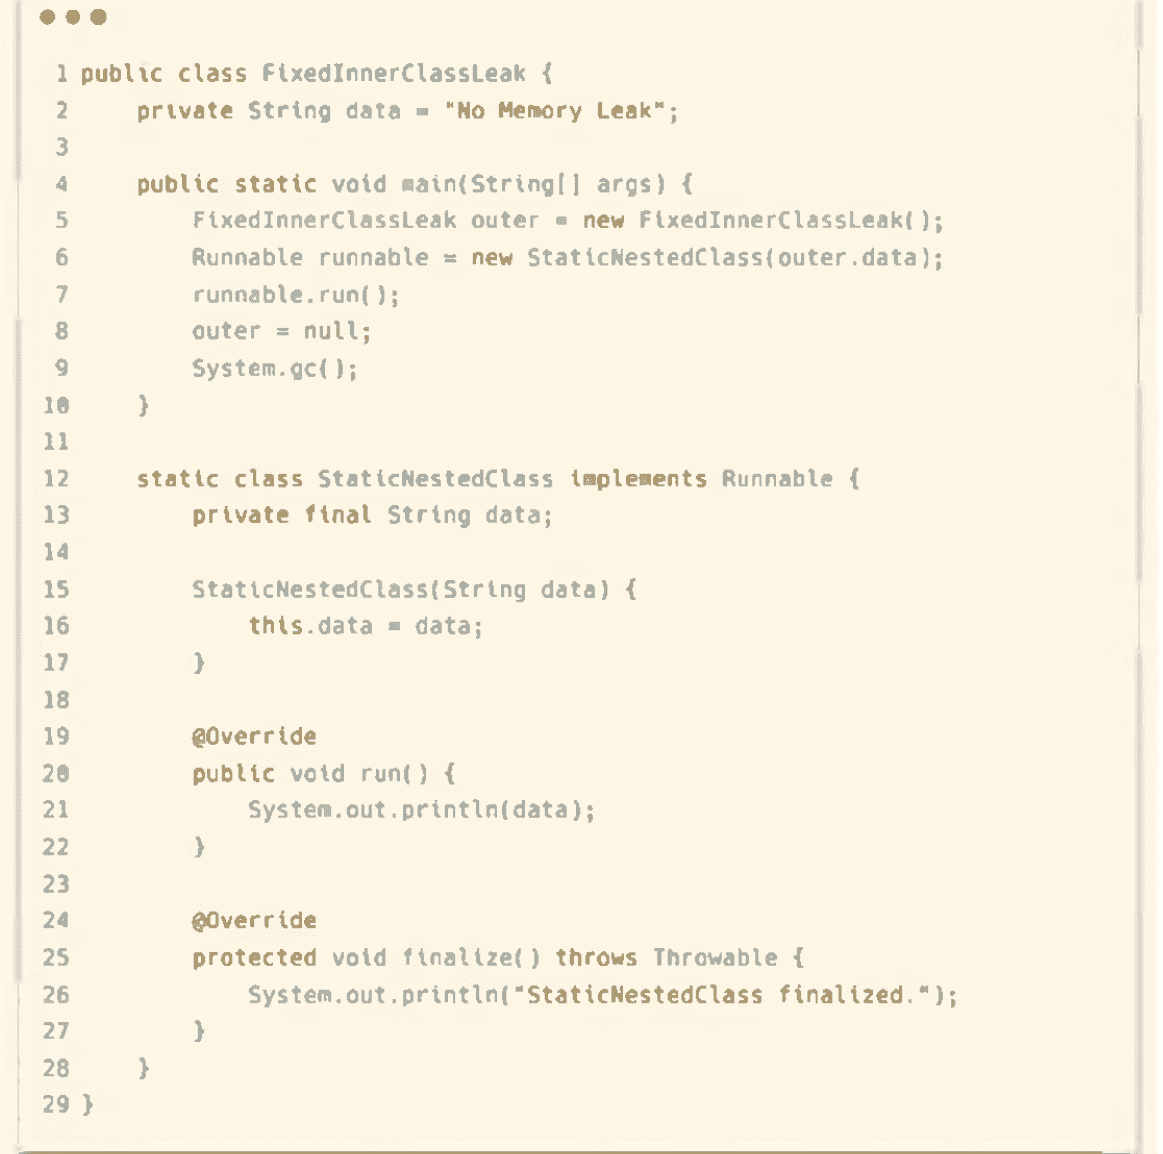 1 public class FixedInnerClassLeak {
2     private String data = "No Memory Leak";
3
4     public static void main(String[] args) {
5         FixedInnerClassLeak outer = new FixedInnerClassLeak();
6         Runnable runnable = new StaticNestedClass(outer.data);
7         runnable.run();
8         outer = null;
9         System.gc();
10     }
11
12     static class StaticNestedClass implements Runnable {
13         private final String data;
14
15         StaticNestedClass(String data) {
16             this.data = data;
17         }
18
19         @Override
20         public void run() {
21             System.out.println(data);
22         }
23
24         @Override
25         protected void finalize() throws Throwable {
26             System.out.println("StaticNestedClass finalized.");
27         }
28     }
29 }